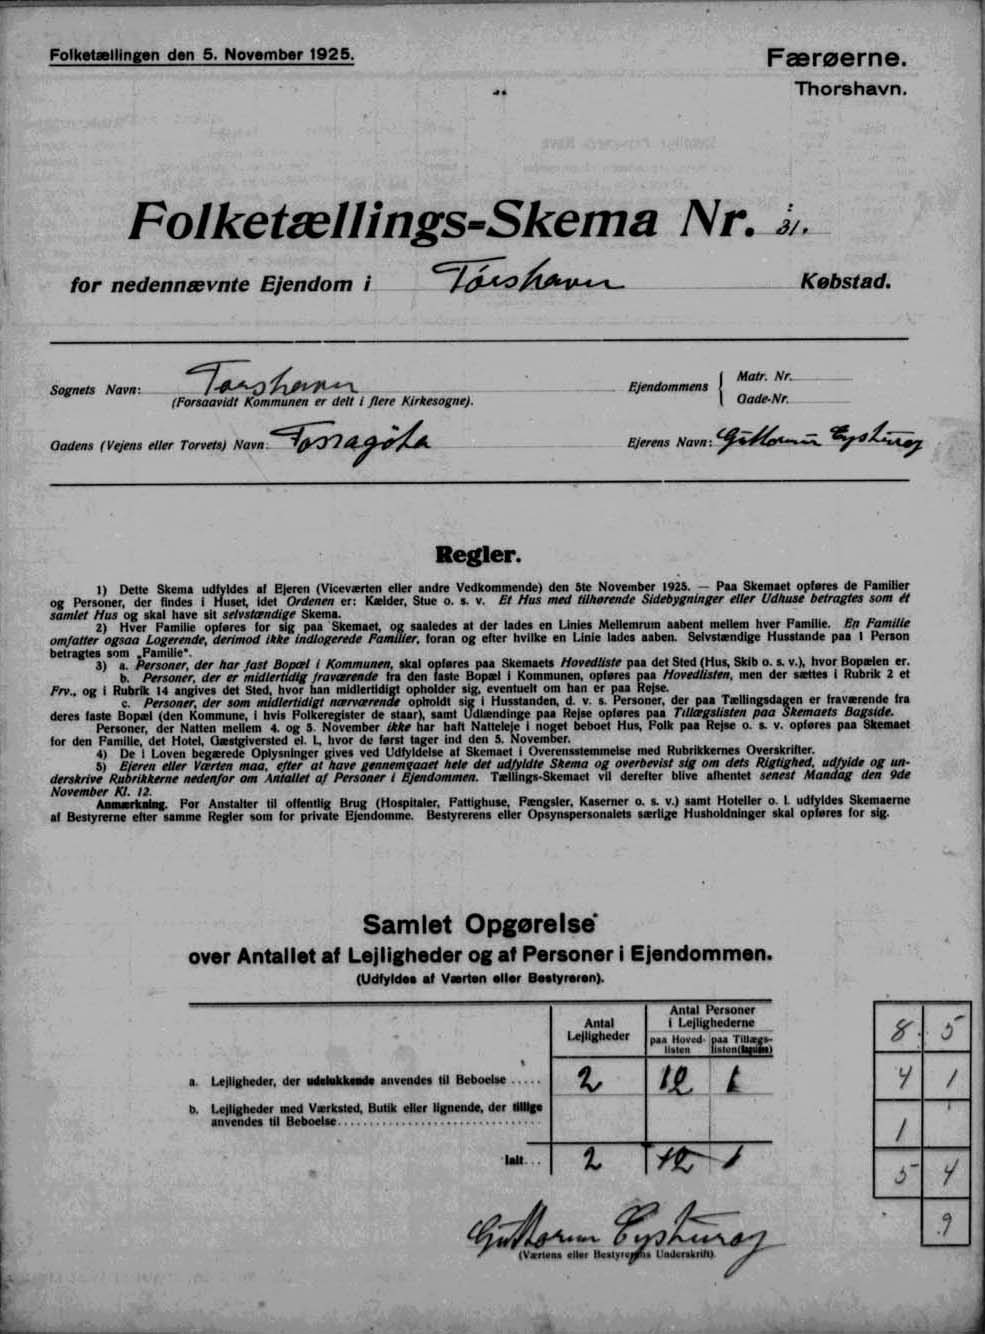 Folketællingen den 5. November 1925.
Færøerne.
Thorshavn.
Folketællings-Skema Nr. 31.
for nedennævnte Ejendom i Tórshavn Købstad.
Sognets Navn: Torshavn
(Forsaavidt Kommunen er delt i flere Kirkesogne).
Ejendommens { Matr. Nr.
Gade-Nr.
Gadens (Vejens eller Torvets) Navn: Torragøta
Ejerens Navn: Guttorm Eysturoy
Regler.
1) Dette Skema udfyldes af Ejeren (Viceværten eller andre Vedkommende) den 5te November 1925. — Paa Skemaet opføres de Familier
og Personer, der findes i Huset, idet Ordenen er: Kælder, Stue o. s. v. Et Hus med tilhørende Sidebygninger eller Udhuse betragtes som ét
samlet Hus og skal have sit selvstændige Skema.
2) Hver Familie opføres for sig paa Skemaet, og saaledes at der lades en Linies Mellemrum aabent mellem hver Familie. En Familie
omfatter ogsaa Logerende, derimod ikke indlogerede Familier, foran og efter hvilke en Linie lades aaben. Selvstændige Husstande paa 1 Person
betragtes som „Familie".
3) a. Personer, der har fast Bopæl i Kommunen, skal opføres paa Skemaets Hovedliste paa det Sted (Hus, Skib o. s. v.), hvor Bopælen er.
b. Personer, der er midlertidig fraværende fra den faste Bopæl i Kommunen, opføres paa Hovedlisten, men der sættes i Rubrik 2 et
Frv., og i Rubrik 14 angives det Sted, hvor han midlertidigt opholder sig, eventuelt om han er paa Rejse.
c. Personer, der som midlertidigt nærværende opholdt sig i Husstanden, d. v. s. Personer, der paa Tællingsdagen er fraværende fra
deres faste Bopæl (den Kommune, i hvis Folkeregister de staar), samt Udlændinge paa Rejse opføres paa Tillægslisten paa Skemaets Bagside.
Personer, der Natten mellem 4. og 5. November ikke har haft Natteleje i noget beboet Hus, Folk paa Rejse o. s. v. opføres paa Skemaet
for den Familie, det Hotel, Gæstgiversted el. l., hvor de først tager ind den 5. November.
4) De i Loven begærede Oplysninger gives ved Udfyldelse af Skemaet i Overensstemmelse med Rubrikkernes Overskrifter.
5) Ejeren eller Værten maa, efter at have gennemgaaet hele det udfyldte Skema og overbevist sig om dets Rigtighed, udfylde og un-
derskrive Rubrikkerne nedenfor om Antallet af Personer i Ejendommen. Tællings-Skemaet vil derefter blive afhentet senest Mandag den 9de
November Kl. 12.
Anmærkning. For Anstalter til offentlig Brug (Hospitaler, Fattighuse, Fængsler, Kaserner o. s. v.) samt Hoteller o. l. udfyldes Skemaerne
af Bestyrerne efter samme Regler som for private Ejendomme. Bestyrerens eller Opsynspersonalets særlige Husholdninger skal opføres for sig.
Samlet Opgørelse
over Antallet af Lejligheder og af Personer i Ejendommen.
(Udfyldes af Værten eller Bestyreren).
Antal
Lejligheder
Antal Personer
i Lejlighederne
paa Hoved-
listen
paa Tillægs-
listen
a. Lejligheder, der udelukkende anvendes til Beboelse ..... 2 12 1
b. Lejligheder med Værksted, Butik eller lignende, der tillige
anvendes til Beboelse
Ialt... 2 12 1
8 5
4 1
1
5 4
9
Guttorm Eysturoy
(Værtens eller Bestyrerens Underskrift)